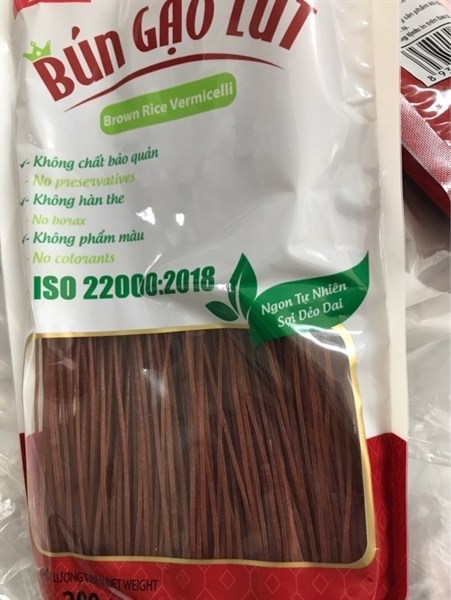 BÚN GẠO LỨT
Brown Rice Vermicelli
- Không chất bảo quản
- No preservatives
- Không hàn the
- No borax
- Không phẩm màu
- No colorants
ISO 22000:2018
Ngon Tự Nhiên
Sợi Dẻo Dai
LƯỢNG NET WEIGHT